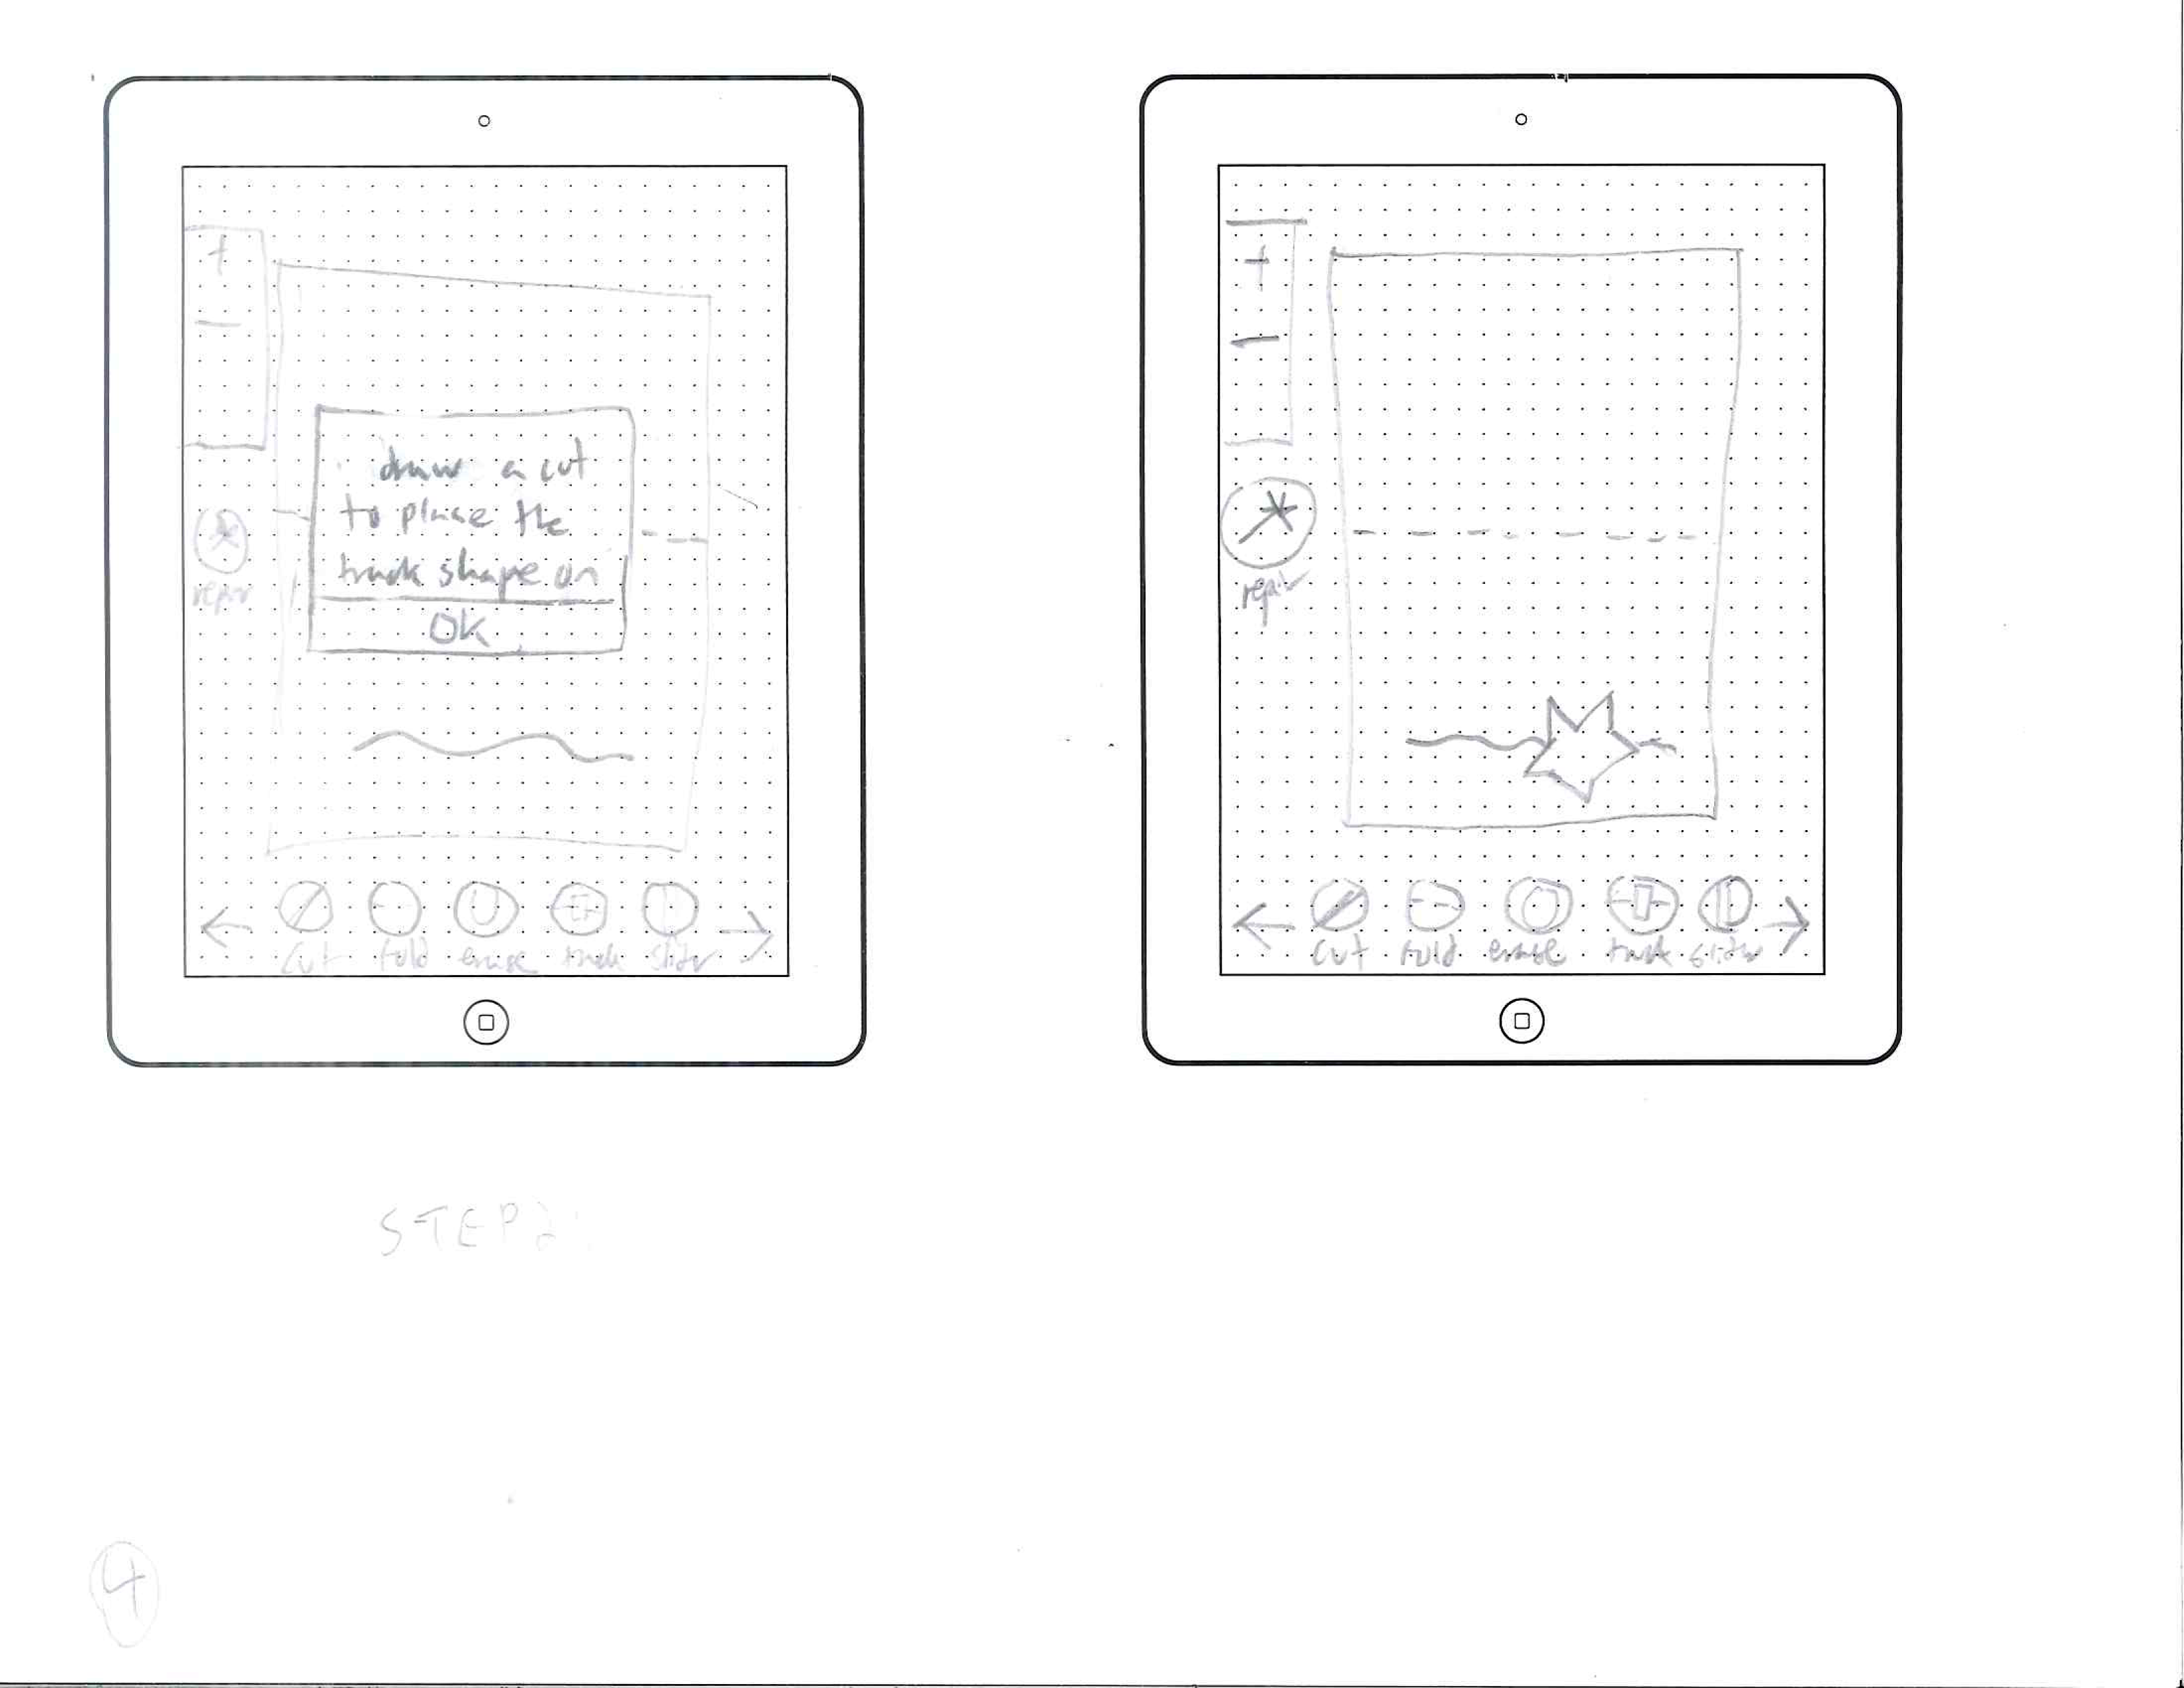 +
−
draw a cut
to place the
track shape on
OK
repair
cut fold erase track slider
+
−
repair
cut fold erase track slider
STEP 2:
4